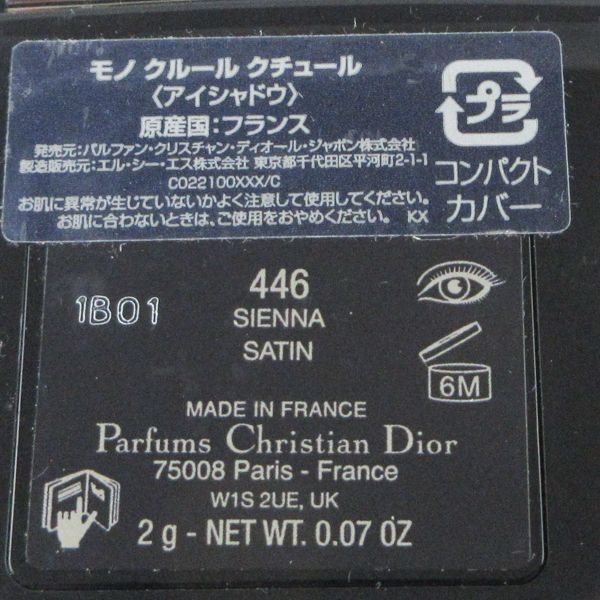 モノ クルール クチュール
〈アイシャドウ〉
原産国:フランス
発売元:パルファン・クリスチャン・ディオール・ジャポン株式会社
製造販売元:エル・シー・エス株式会社 東京都千代田区平河町2-1-1
C022100XXX/C
お肌に異常が生じていないかよく注意して使用してください。
お肌に合わないときは、ご使用をおやめください。 KX
プラ
コンパクト
カバー
446
SIENNA
SATIN
1B01
6M
MADE IN FRANCE
Parfums Christian Dior
75008 Paris - France
W1S 2UE, UK
2 g - NET WT. 0.07 OZ